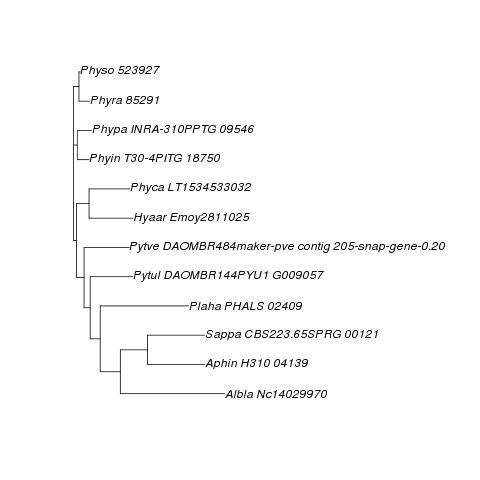 Physo 523927
Phyra 85291
Phypa INRA-310PPTG 09546
Phyin T30-4PITG 18750
Phyca LT1534533032
Hyaar Emoy2811025
Pytve DAOMBR484maker-pve contig 205-snap-gene-0.20
Pytul DAOMBR144PYU1 G009057
Plaha PHALS 02409
Sappa CBS223.65SPRG 00121
Aphin H310 04139
Albla Nc14029970